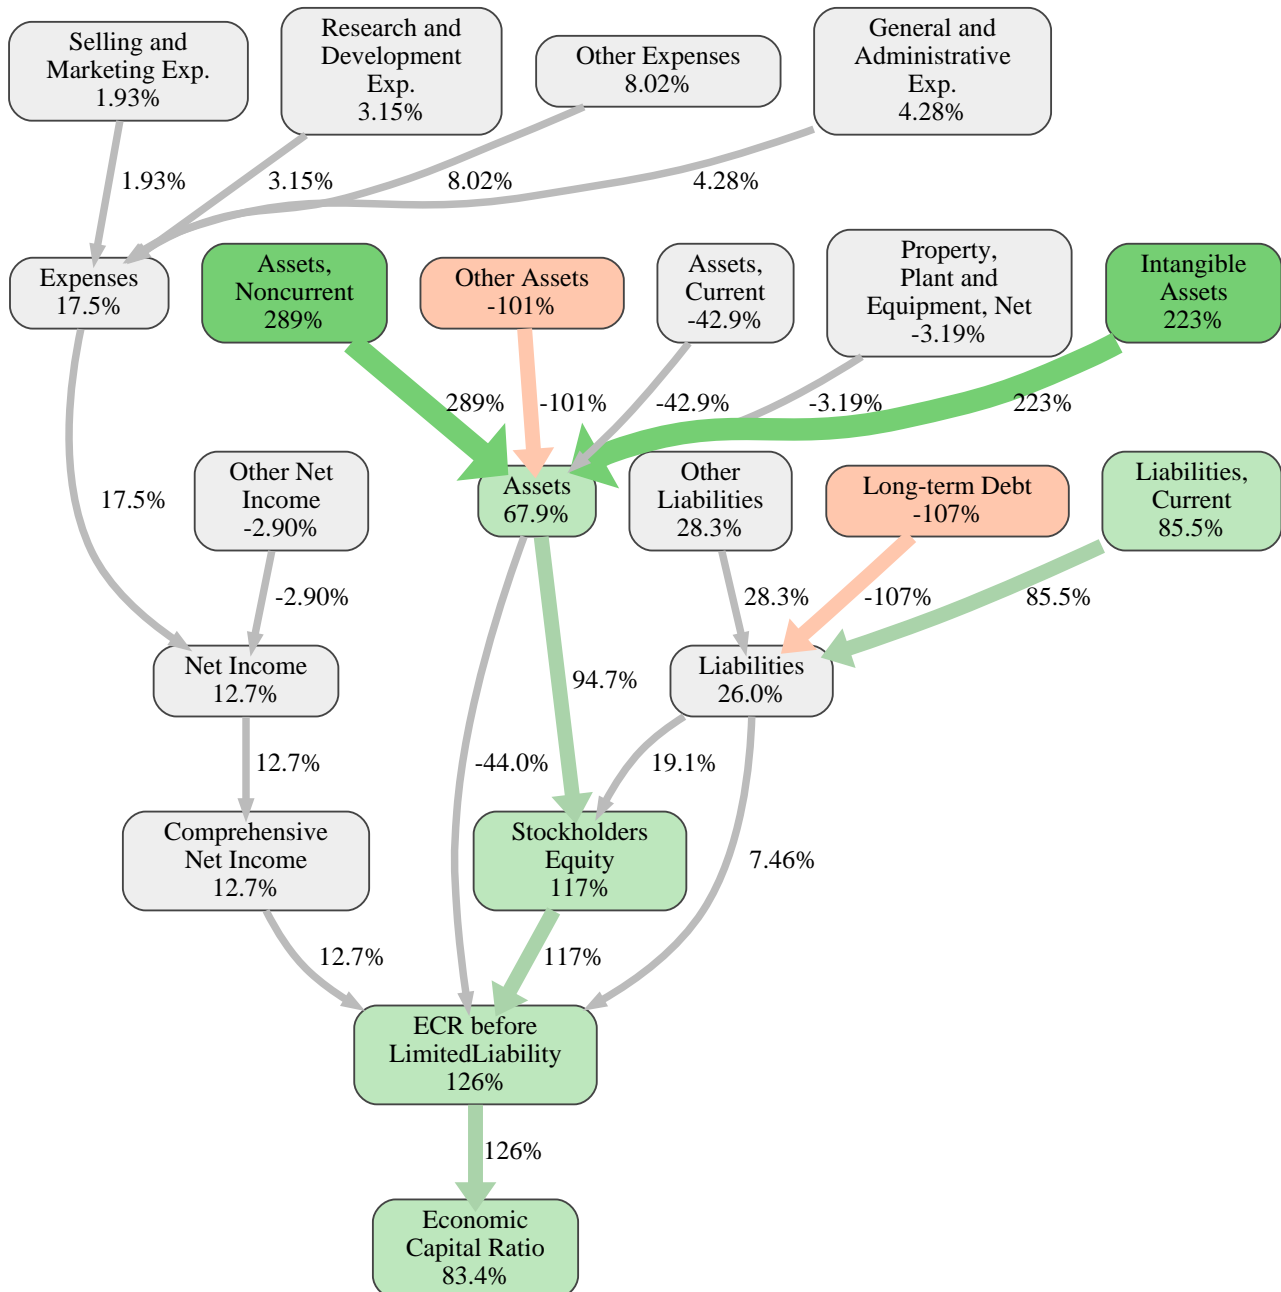 Selling and
Marketing Exp.
1.93%
Research and
Development
Exp.
3.15%
Other Expenses
8.02%
General and
Administrative
Exp.
4.28%
1.93%
3.15%
8.02%
4.28%
Expenses
17.5%
Assets,
Noncurrent
289%
Other Assets
-101%
Assets,
Current
-42.9%
Property,
Plant and
Equipment, Net
-3.19%
Intangible
Assets
223%
289%
-101%
-42.9%
-3.19%
223%
17.5%
Other Net
Income
-2.90%
Assets
67.9%
Other
Liabilities
28.3%
Long-term Debt
-107%
Liabilities,
Current
85.5%
-2.90%
28.3%
-107%
85.5%
Net Income
12.7%
94.7%
Liabilities
26.0%
12.7%
-44.0%
19.1%
7.46%
Comprehensive
Net Income
12.7%
Stockholders
Equity
117%
12.7%
117%
ECR before
LimitedLiability
126%
126%
Economic
Capital Ratio
83.4%